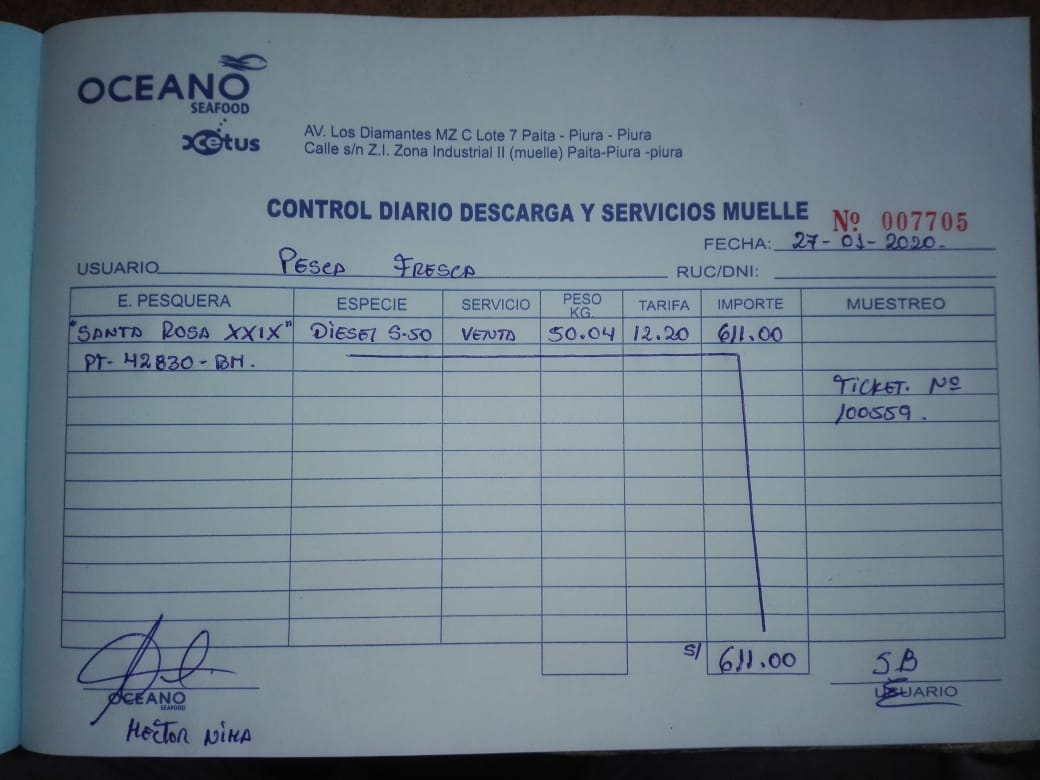 OCEANO
SEAFOOD
xcetus
AV. Los Diamantes MZ C Lote 7 Paita - Piura - Piura
Calle s/n Z.I. Zona Industrial II (muelle) Paita-Piura -piura
CONTROL DIARIO DESCARGA Y SERVICIOS MUELLE
Nº 007705
FECHA: 27-01-2020.
USUARIO PESCA FRESCA RUC/DNI:
E. PESQUERA ESPECIE SERVICIO PESO KG. TARIFA IMPORTE MUESTREO
"SANTA ROSA XXIX" DIESEL S-50 VENTA 50.04 12.20 611.00
PT-42830-BM.
TICKET. Nº
100559.
S/ 611.00
SB
OCEANO
SEAFOOD
USUARIO
HECTOR NIMA